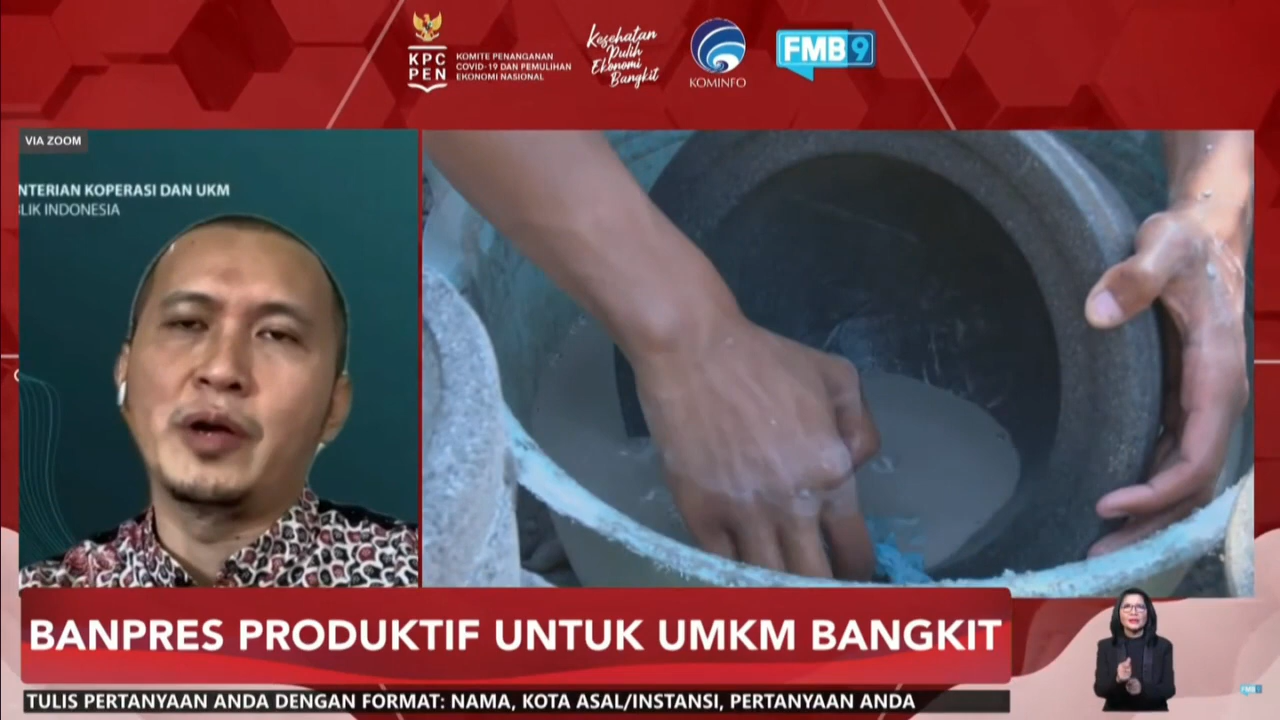 KPC
PEN
KOMITE PENANGANAN
COVID-19 DAN PEMULIHAN
EKONOMI NASIONAL
Kesehatan
Pulih
Ekonomi
Bangkit
KOMINFO
FMB9
VIA ZOOM
NTERIAN KOPERASI DAN UKM
BLIK INDONESIA
BANPRES PRODUKTIF UNTUK UMKM BANGKIT
TULIS PERTANYAAN ANDA DENGAN FORMAT: NAMA, KOTA ASAL/INSTANSI, PERTANYAAN ANDA
FMB9